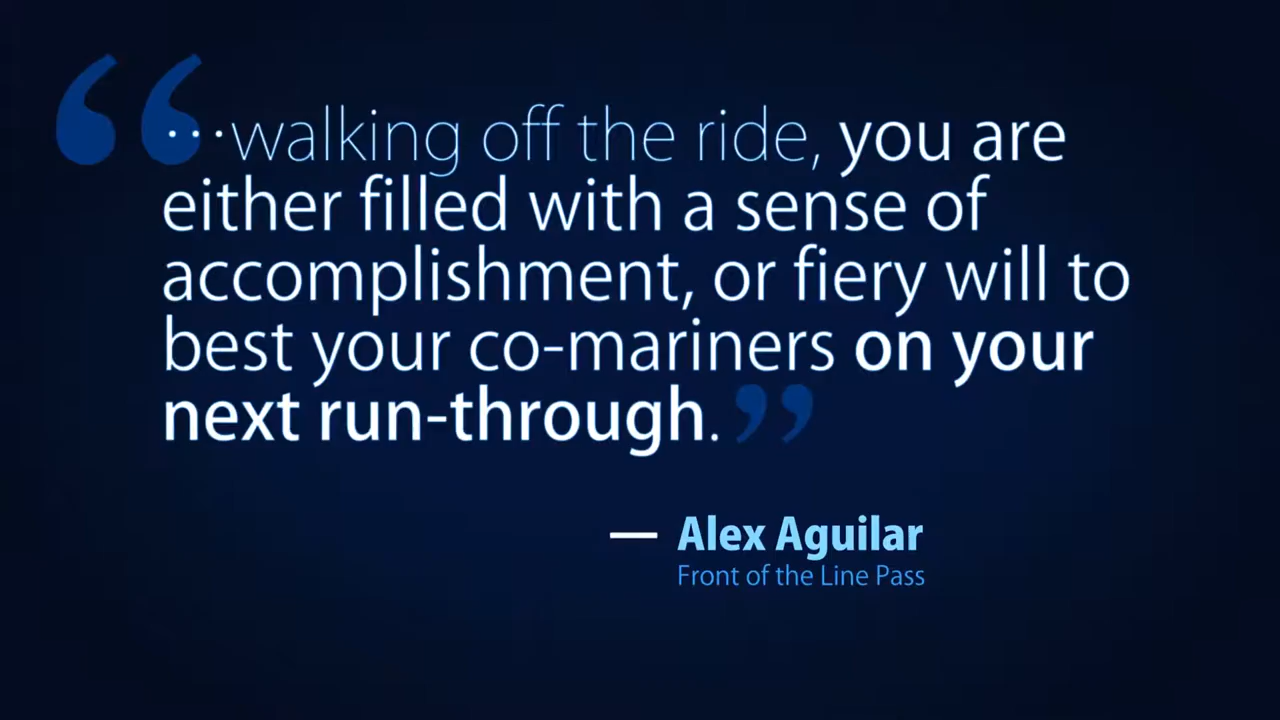 “…walking off the ride, you are
either filled with a sense of
accomplishment, or fiery will to
best your co-mariners on your
next run-through.”
— Alex Aguilar
Front of the Line Pass